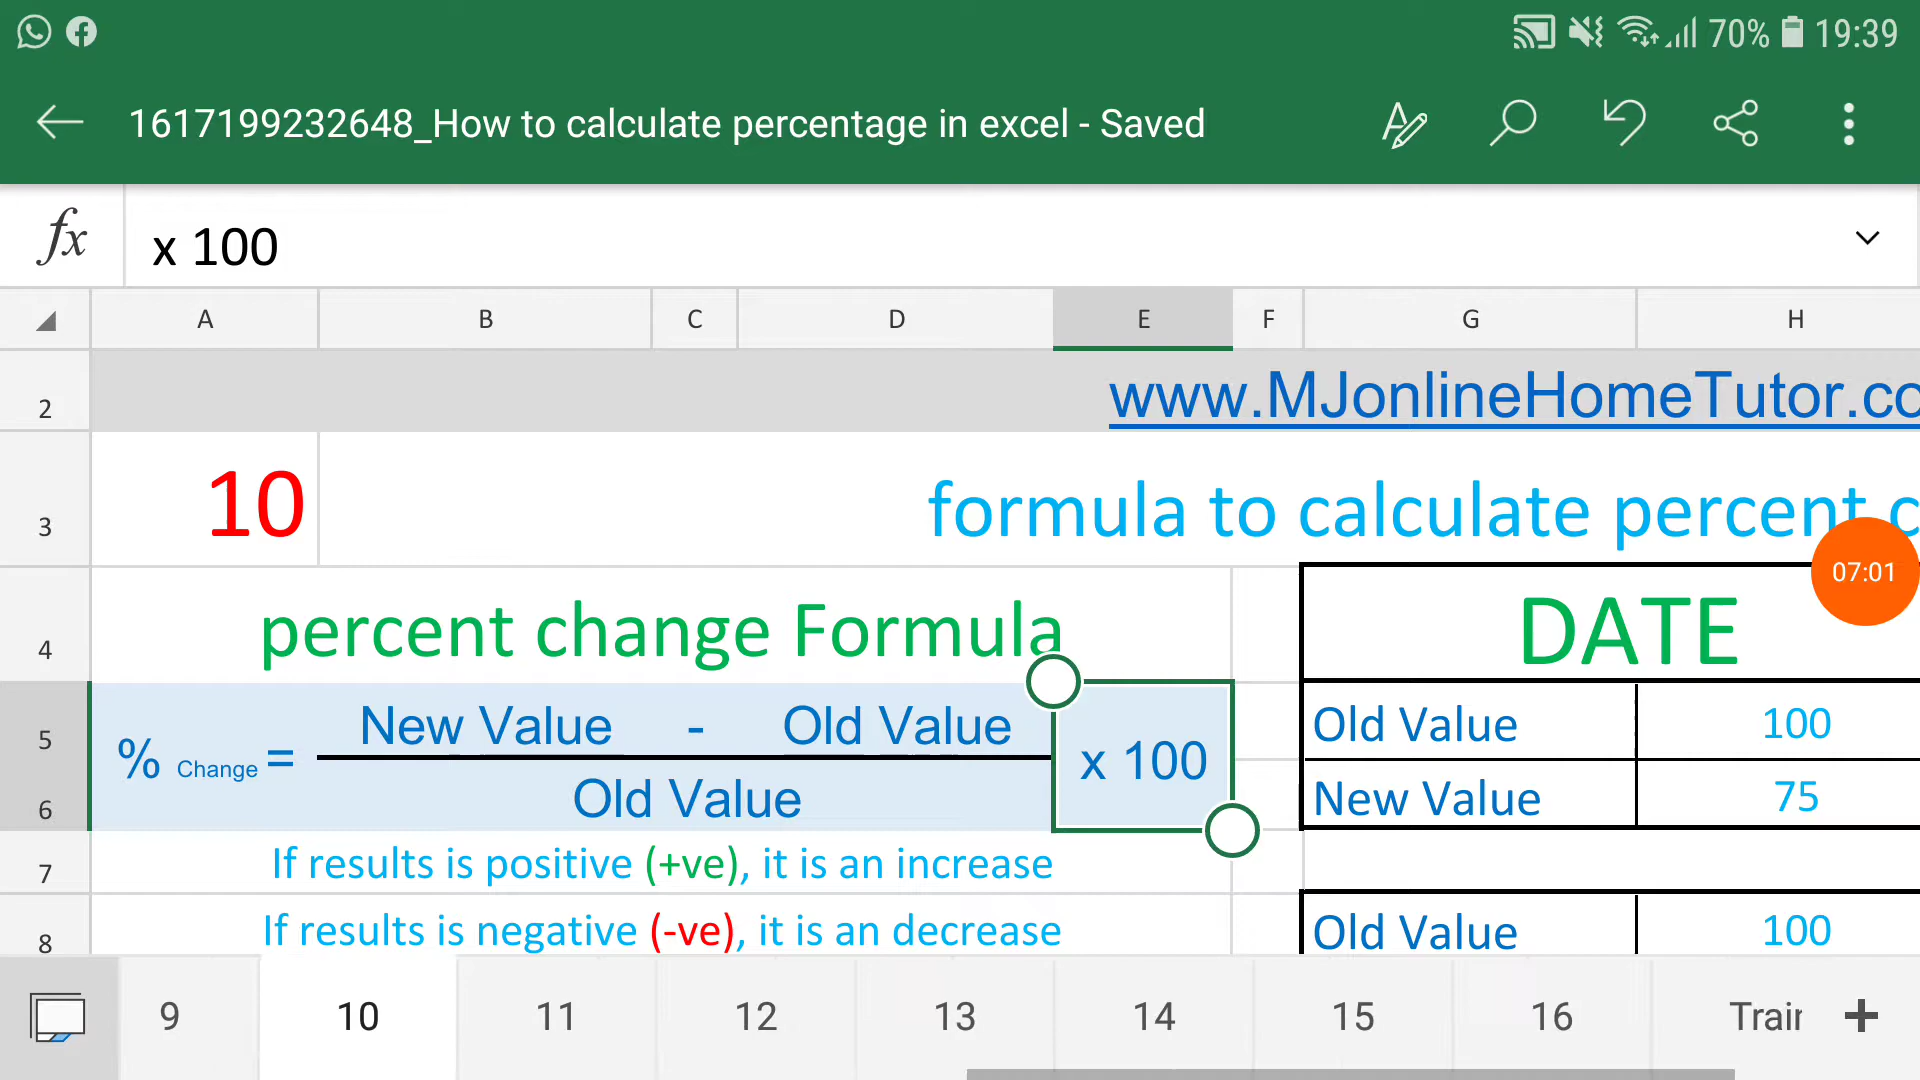 70% 19:39
1617199232648_How to calculate percentage in excel - Saved
fx x 100
A B C D E F G H
2 www.MJonlineHomeTutor.co
3 10 formula to calculate percent c
07:01
4 percent change Formula DATE
5 New Value - Old Value Old Value 100
% Change = x 100
6 Old Value New Value 75
7 If results is positive (+ve), it is an increase
8 If results is negative (-ve), it is an decrease Old Value 100
9 10 11 12 13 14 15 16 Trair +